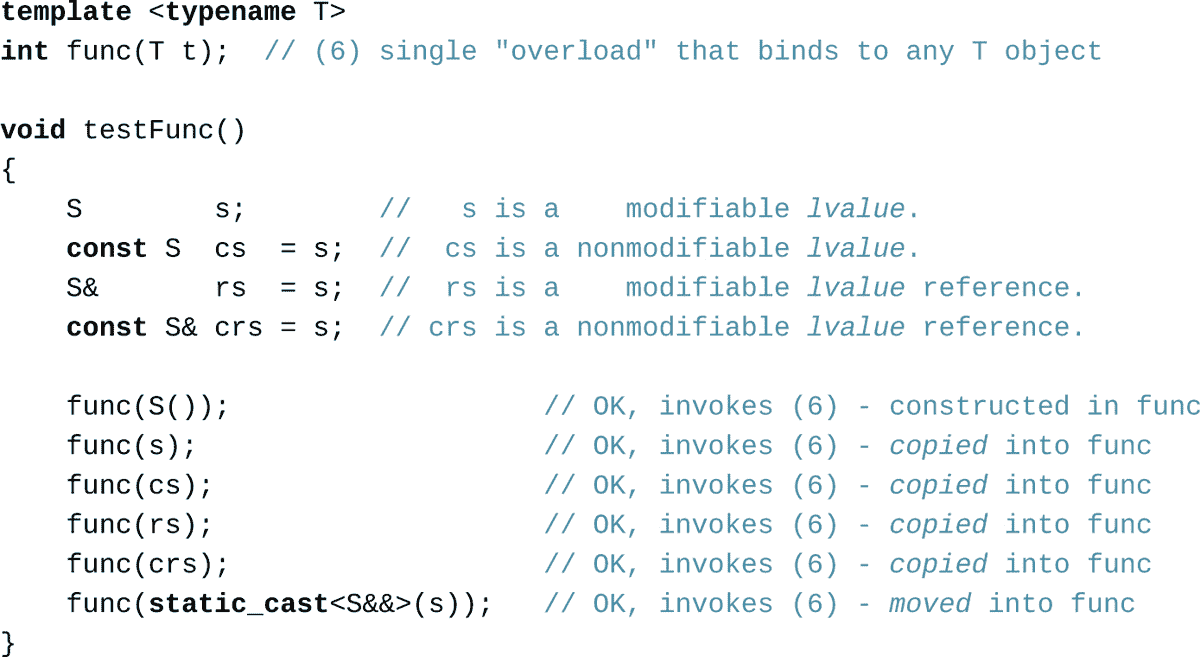 template <typename T>
int func(T t);  // (6) single "overload" that binds to any T object

void testFunc()
{
    S        s;       //   s is a    modifiable lvalue.
    const S  cs  = s;  //  cs is a nonmodifiable lvalue.
    S&       rs  = s;  //  rs is a    modifiable lvalue reference.
    const S& crs = s;  // crs is a nonmodifiable lvalue reference.

    func(S());                   // OK, invokes (6) - constructed in func
    func(s);                     // OK, invokes (6) - copied into func
    func(cs);                    // OK, invokes (6) - copied into func
    func(rs);                    // OK, invokes (6) - copied into func
    func(crs);                   // OK, invokes (6) - copied into func
    func(static_cast<S&&>(s));   // OK, invokes (6) - moved into func
}